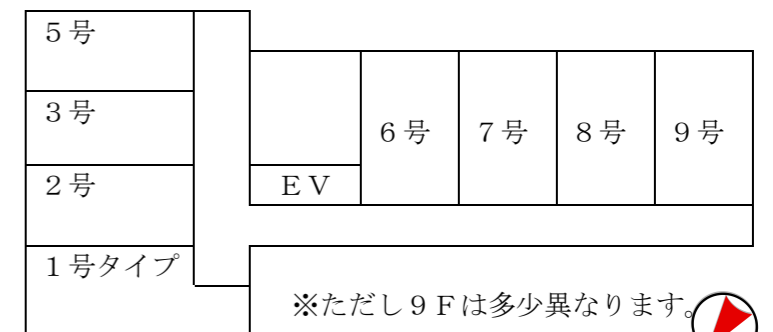 ５号
３号
６号
７号
８号
９号
２号
ＥＶ
１号タイプ
※ただし９Ｆは多少異なります。